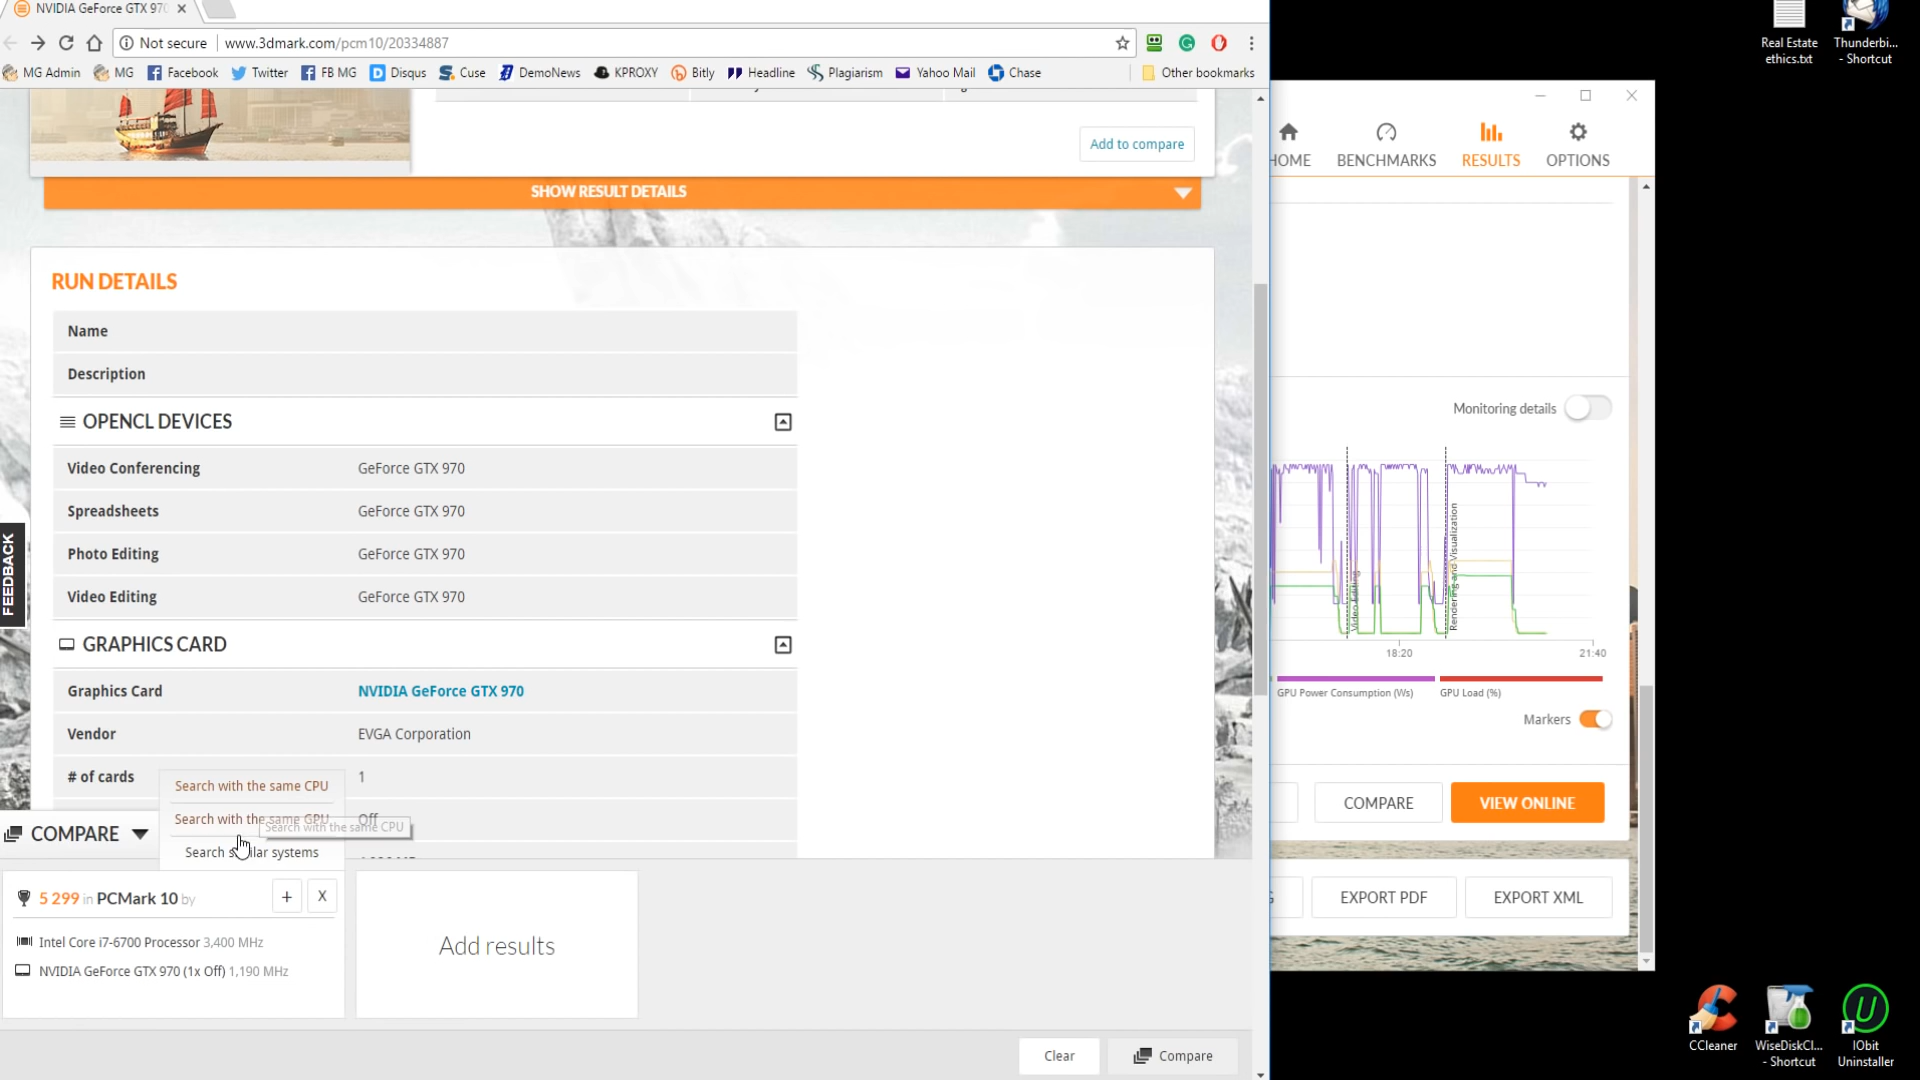 NVIDIA GeForce GTX 970
Not secure
www.3dmark.com/pcm10/20334887
MG Admin
MG
Facebook
Twitter
FB MG
Disqus
Cuse
DemoNews
KPROXY
Bitly
Headline
Plagiarism
Yahoo Mail
Chase
Other bookmarks
Add to compare
SHOW RESULT DETAILS
RUN DETAILS
Name
Description
OPENCL DEVICES
Video Conferencing GeForce GTX 970
Spreadsheets GeForce GTX 970
Photo Editing GeForce GTX 970
Video Editing GeForce GTX 970
GRAPHICS CARD
Graphics Card NVIDIA GeForce GTX 970
Vendor EVGA Corporation
# of cards 1
Off
Search with the same CPU
Search with the same GPU
Search with the same CPU
Search similar systems
COMPARE
FEEDBACK
5 299 in PCMark 10 by
+
X
Intel Core i7-6700 Processor 3,400 MHz
NVIDIA GeForce GTX 970 (1x Off) 1,190 MHz
Add results
Clear
Compare
HOME
BENCHMARKS
RESULTS
OPTIONS
Monitoring details
Video Editing
Rendering and Visualization
18:20
21:40
GPU Power Consumption (Ws)
GPU Load (%)
Markers
COMPARE
VIEW ONLINE
EXPORT PDF
EXPORT XML
Real Estate
ethics.txt
Thunderbi...
- Shortcut
CCleaner
WiseDiskCl...
- Shortcut
IObit
Uninstaller